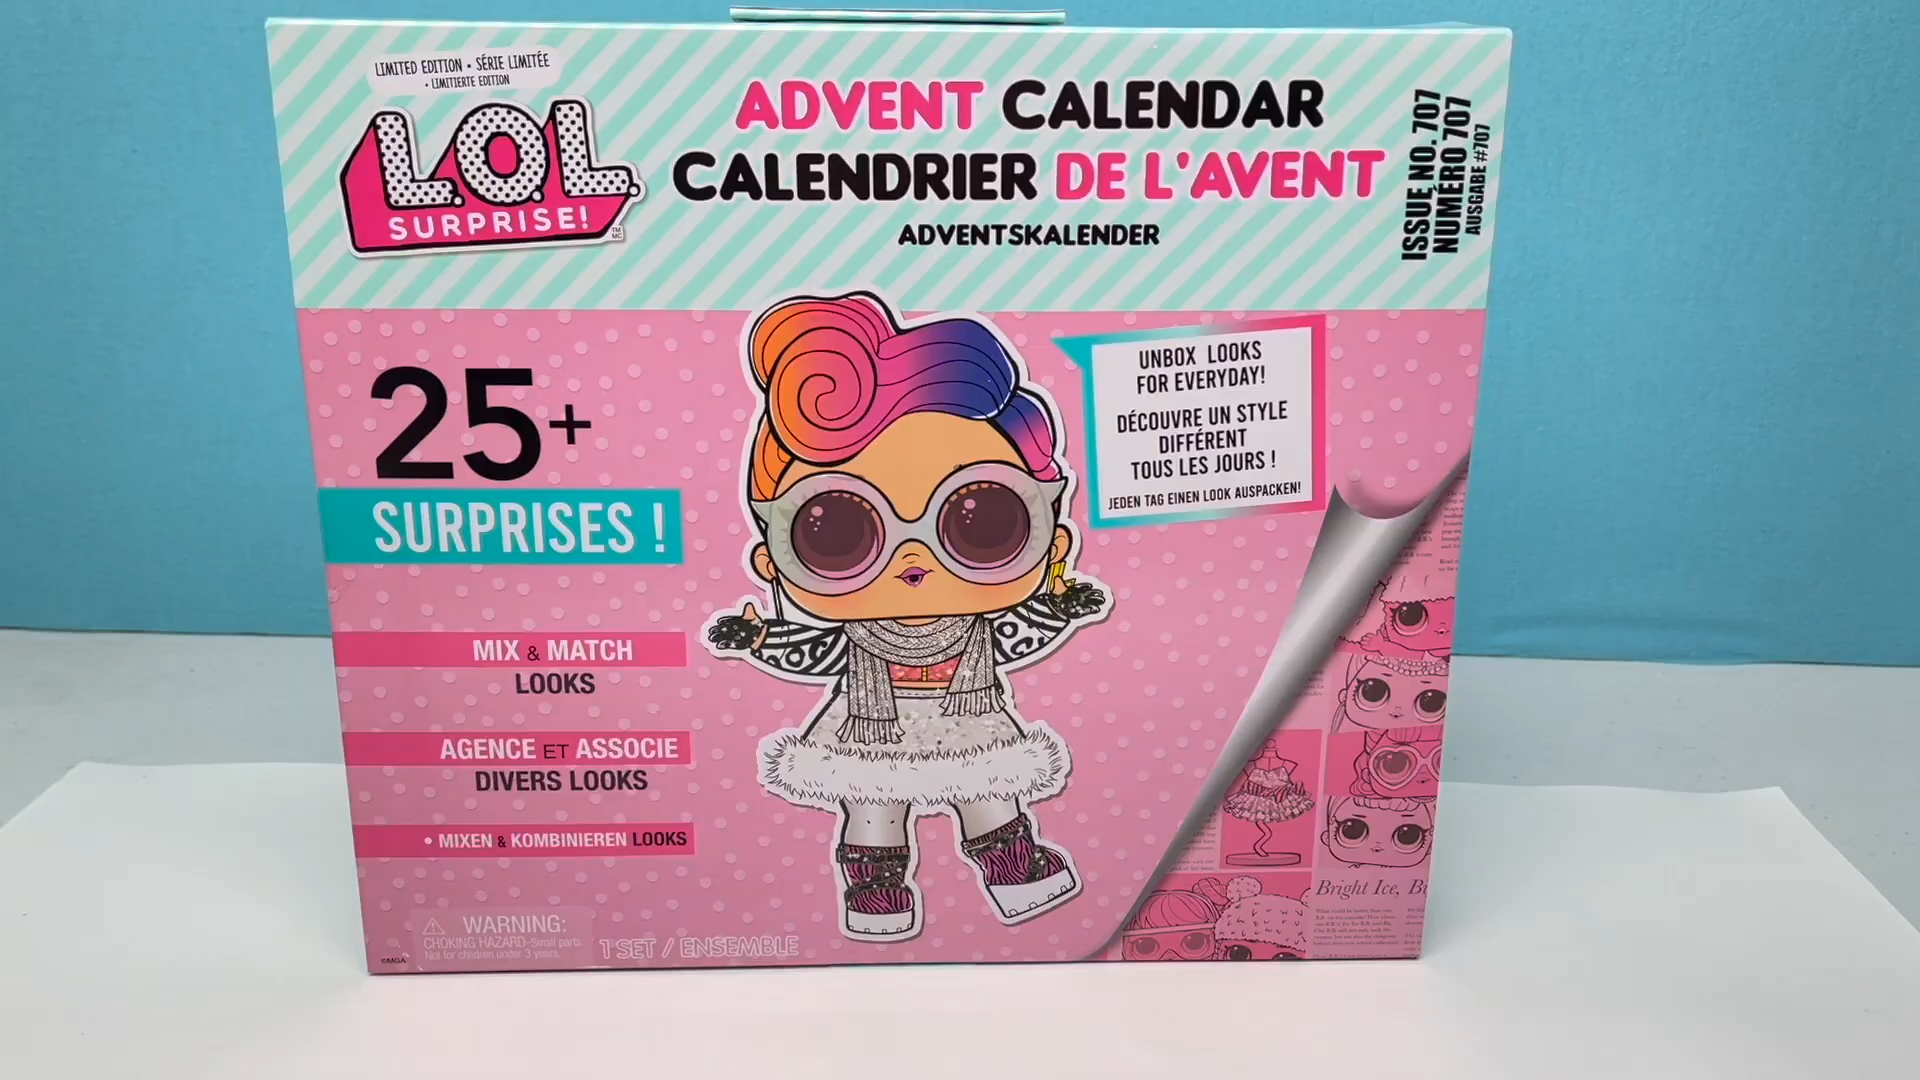 LIMITED EDITION • SÉRIE LIMITÉE
• LIMITIERTE EDITION
L.O.L.
SURPRISE!
TM
MC
ADVENT CALENDAR
CALENDRIER DE L'AVENT
ADVENTSKALENDER
ISSUE NO. 707
NUMÉRO 707
AUSGABE #707
25+
SURPRISES !
UNBOX LOOKS
FOR EVERYDAY!
DÉCOUVRE UN STYLE
DIFFÉRENT
TOUS LES JOURS !
JEDEN TAG EINEN LOOK AUSPACKEN!
MIX & MATCH
LOOKS
AGENCE ET ASSOCIE
DIVERS LOOKS
• MIXEN & KOMBINIEREN LOOKS
WARNING:
CHOKING HAZARD-Small parts
Not for children under 3 years.
1 SET / ENSEMBLE
©MGA
Bright Ice,